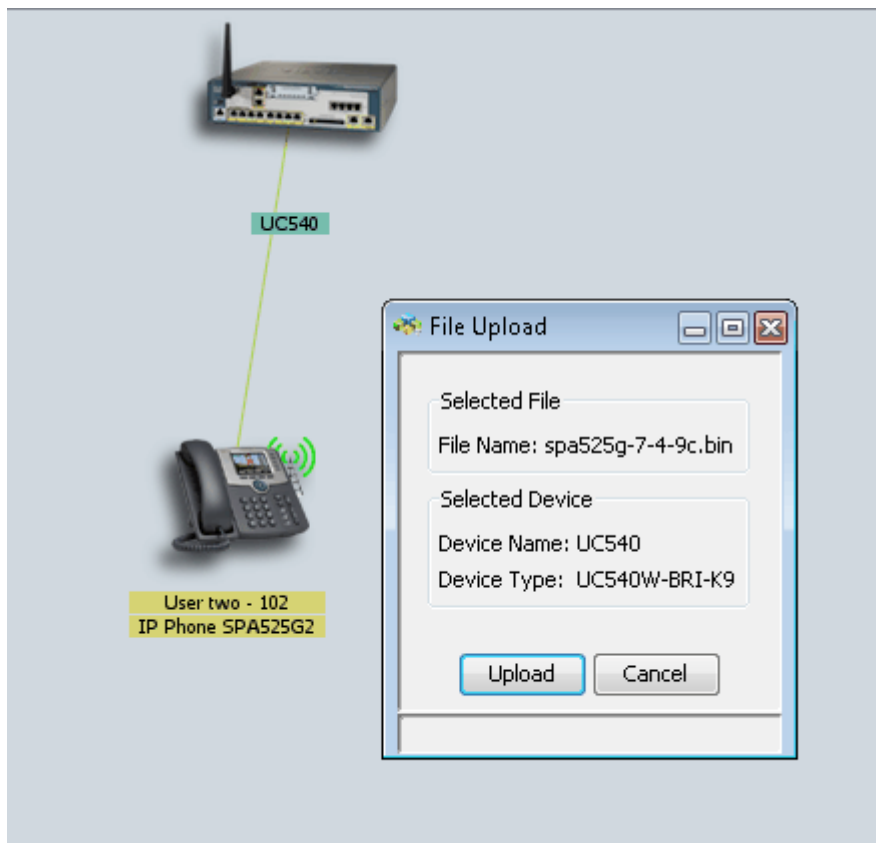 UC540
User two - 102
IP Phone SPA525G2
File Upload
Selected File
File Name: spa525g-7-4-9c.bin
Selected Device
Device Name: UC540
Device Type: UC540W-BRI-K9
Upload Cancel